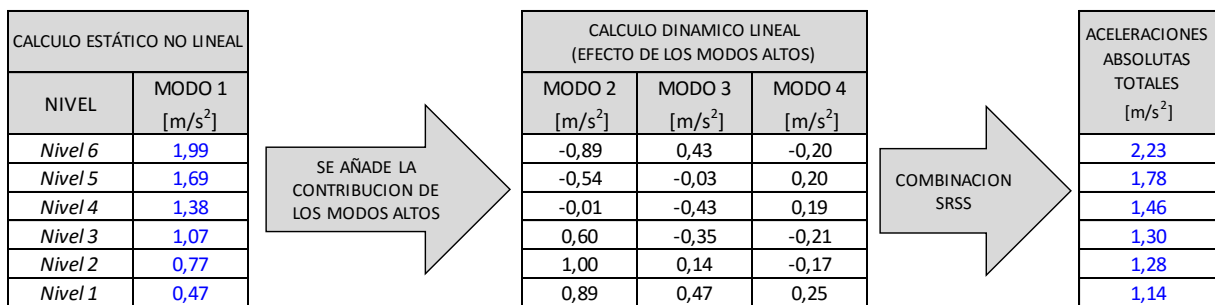 CALCULO ESTÁTICO NO LINEAL
NIVEL MODO 1
[m/s²]
Nivel 6 1,99
Nivel 5 1,69
Nivel 4 1,38
Nivel 3 1,07
Nivel 2 0,77
Nivel 1 0,47
SE AÑADE LA
CONTRIBUCION DE
LOS MODOS ALTOS
CALCULO DINAMICO LINEAL
(EFECTO DE LOS MODOS ALTOS)
MODO 2 MODO 3 MODO 4
[m/s²] [m/s²] [m/s²]
-0,89 0,43 -0,20
-0,54 -0,03 0,20
-0,01 -0,43 0,19
0,60 -0,35 -0,21
1,00 0,14 -0,17
0,89 0,47 0,25
COMBINACION
SRSS
ACELERACIONES
ABSOLUTAS
TOTALES
[m/s²]
2,23
1,78
1,46
1,30
1,28
1,14